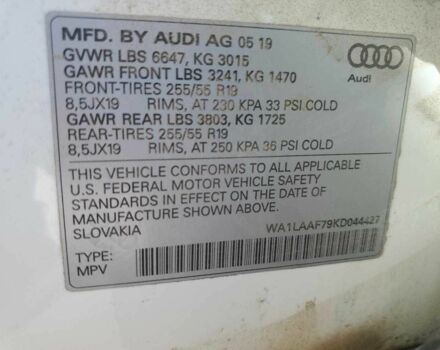 MFD. BY AUDI AG 05 19
GVWR LBS 6647, KG 3015
GAWR FRONT LBS 3241, KG 1470
FRONT-TIRES 255/55 R19
8,5JX19 RIMS, AT 230 KPA 33 PSI COLD
GAWR REAR LBS 3803, KG 1725
REAR-TIRES 255/55 R19
8,5JX19 RIMS, AT 250 KPA 36 PSI COLD
Audi
THIS VEHICLE CONFORMS TO ALL APPLICABLE
U.S. FEDERAL MOTOR VEHICLE SAFETY
STANDARDS IN EFFECT ON THE DATE OF
MANUFACTURE SHOWN ABOVE.
SLOVAKIA
WA1LAAF79KD044427
TYPE:
MPV